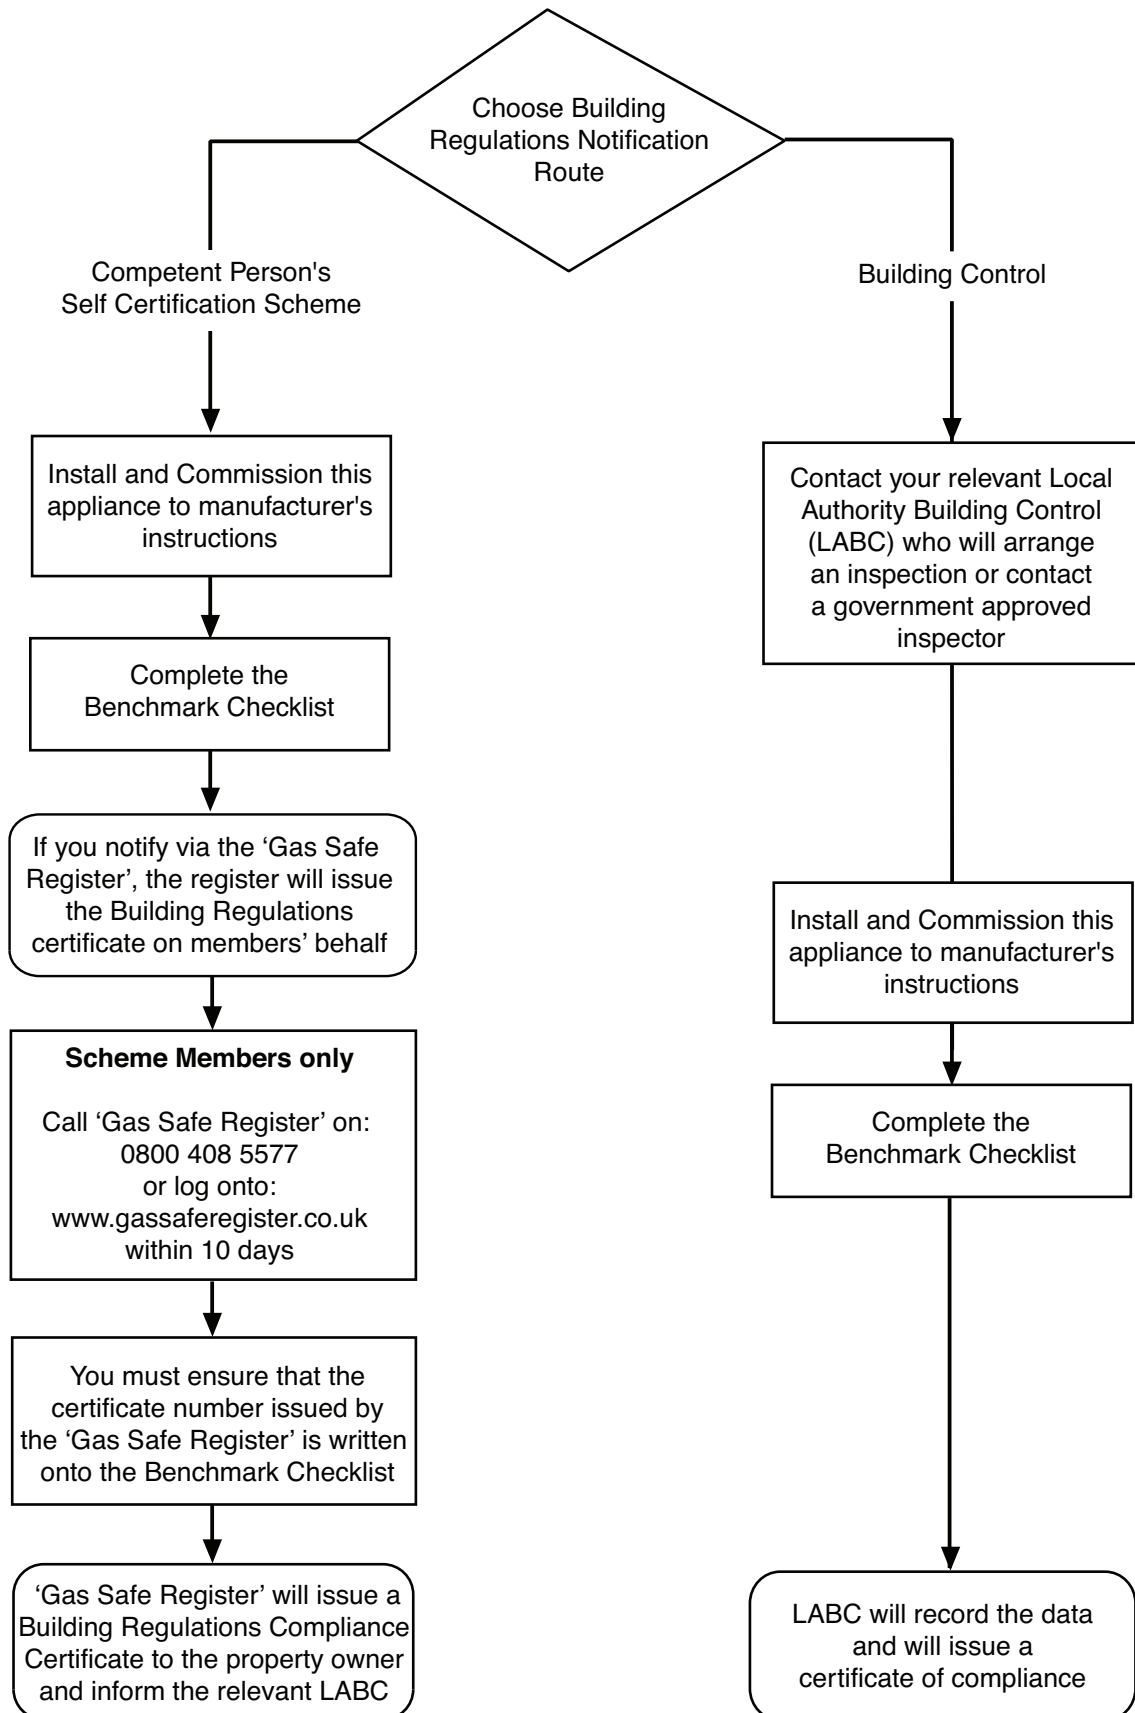 Choose Building
Regulations Notification
Route
Competent Person's
Self Certification Scheme
Building Control
Install and Commission this
appliance to manufacturer's
instructions
Complete the
Benchmark Checklist
If you notify via the ‘Gas Safe
Register’, the register will issue
the Building Regulations
certificate on members’ behalf
Scheme Members only
Call ‘Gas Safe Register’ on:
0800 408 5577
or log onto:
www.gassaferegister.co.uk
within 10 days
You must ensure that the
certificate number issued by
the ‘Gas Safe Register’ is written
onto the Benchmark Checklist
‘Gas Safe Register’ will issue a
Building Regulations Compliance
Certificate to the property owner
and inform the relevant LABC
Contact your relevant Local
Authority Building Control
(LABC) who will arrange
an inspection or contact
a government approved
inspector
Install and Commission this
appliance to manufacturer's
instructions
Complete the
Benchmark Checklist
LABC will record the data
and will issue a
certificate of compliance